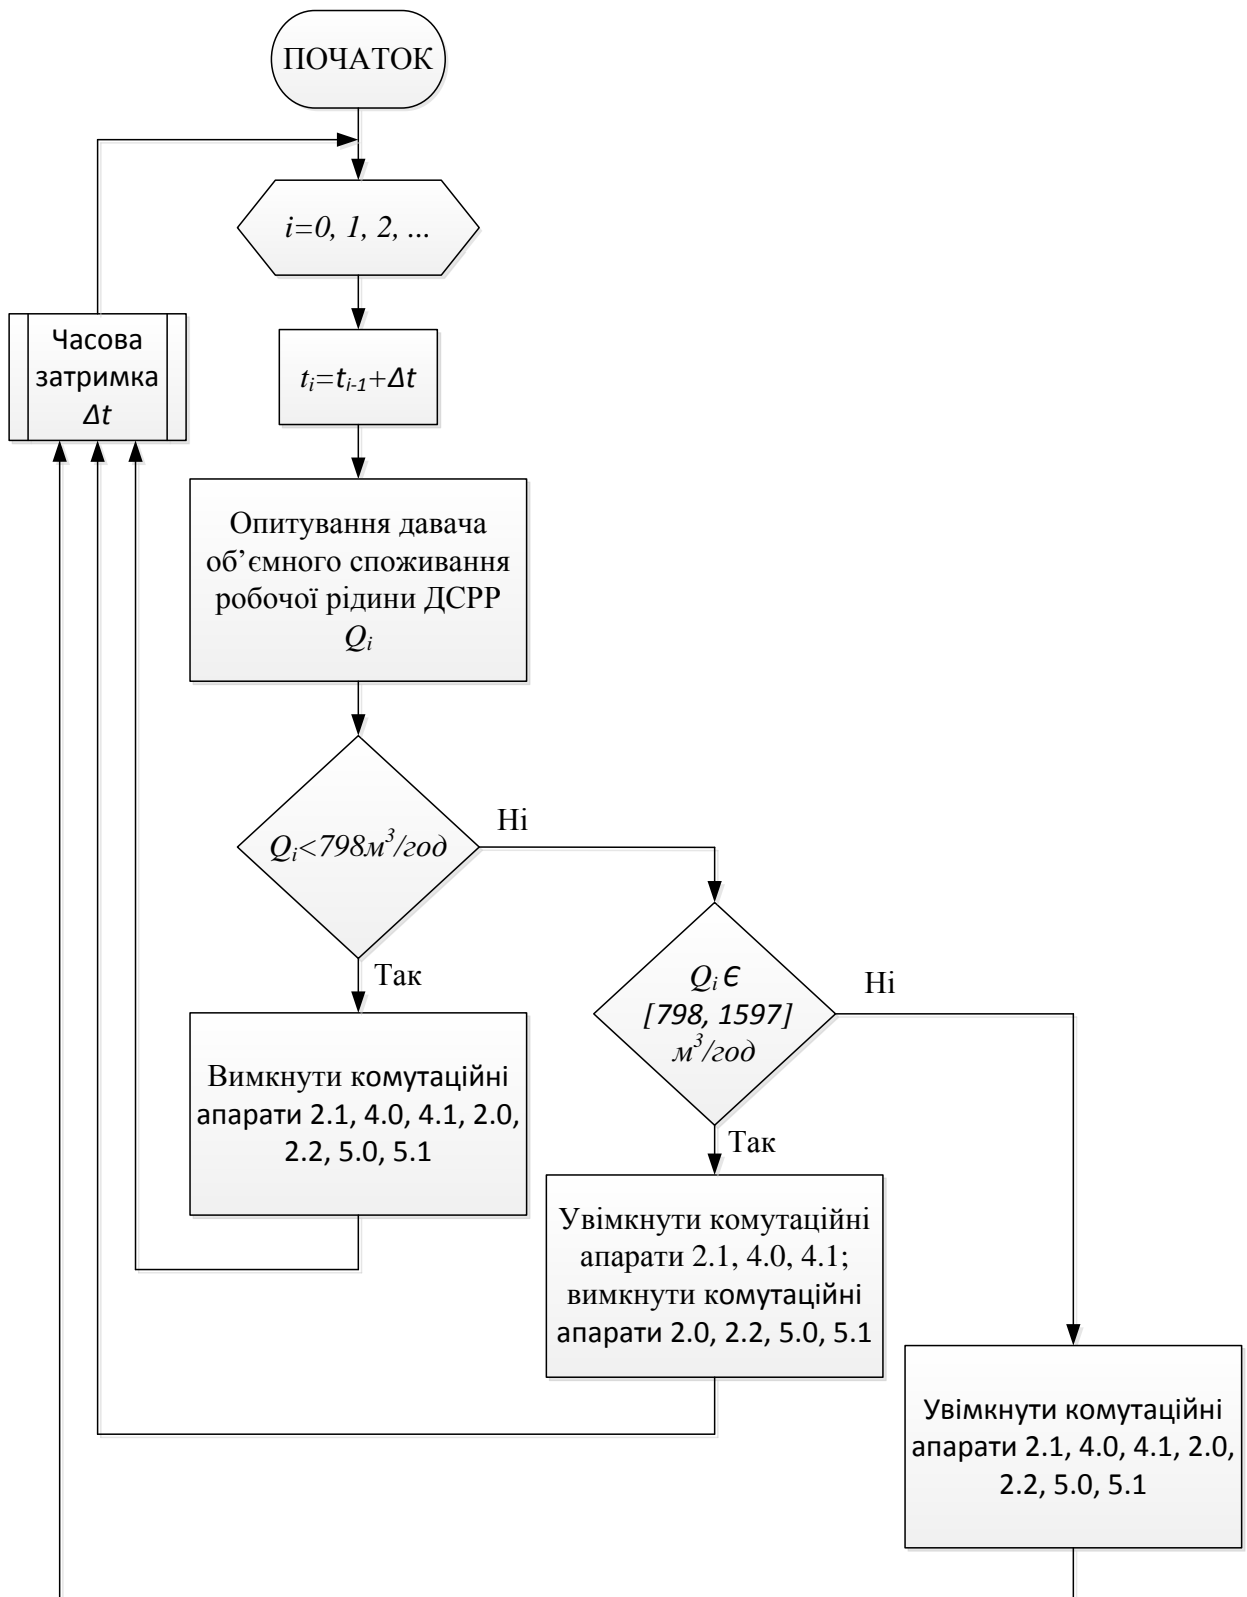 ПОЧАТОК
i=0, 1, 2, ...
Часова
затримка
Δt
tᵢ=tᵢ₋₁+Δt
Опитування давача
об’ємного споживання
робочої рідини ДСРР
Qᵢ
Qᵢ<798м³/год
Ні
Так
Qᵢ Є
[798, 1597]
м³/год
Ні
Так
Вимкнути комутаційні
апарати 2.1, 4.0, 4.1, 2.0,
2.2, 5.0, 5.1
Увімкнути комутаційні
апарати 2.1, 4.0, 4.1;
вимкнути комутаційні
апарати 2.0, 2.2, 5.0, 5.1
Увімкнути комутаційні
апарати 2.1, 4.0, 4.1, 2.0,
2.2, 5.0, 5.1